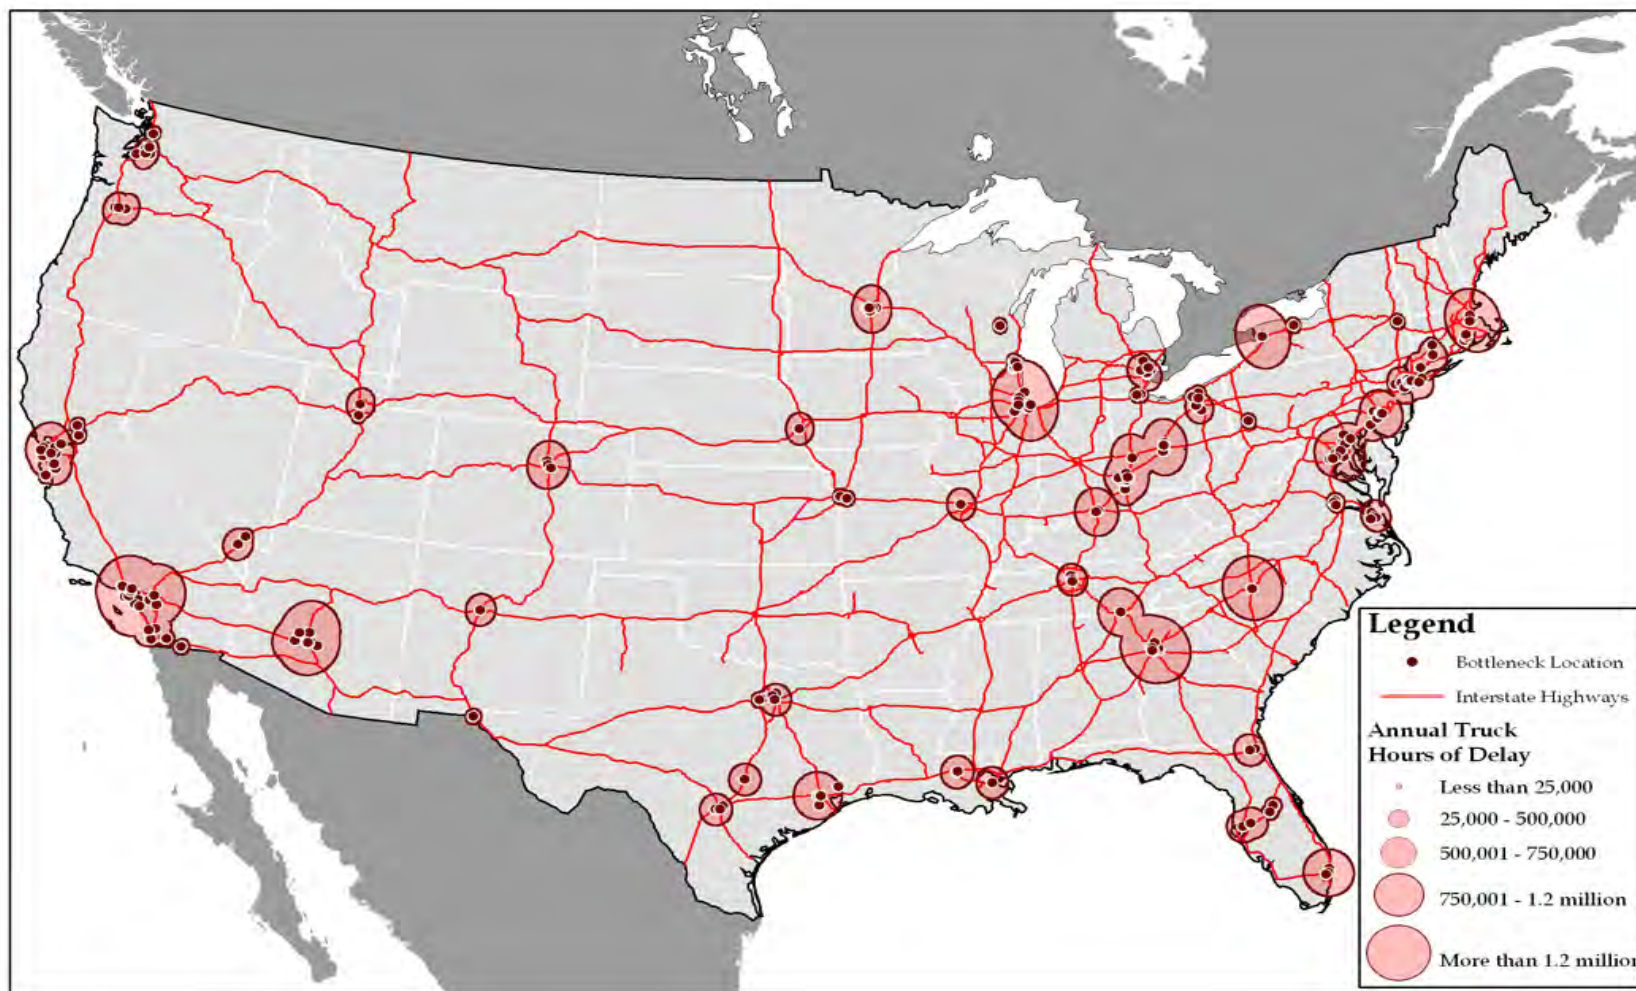 Legend
Bottleneck Location
Interstate Highways
Annual Truck
Hours of Delay
Less than 25,000
25,000 - 500,000
500,001 - 750,000
750,001 - 1.2 million
More than 1.2 million